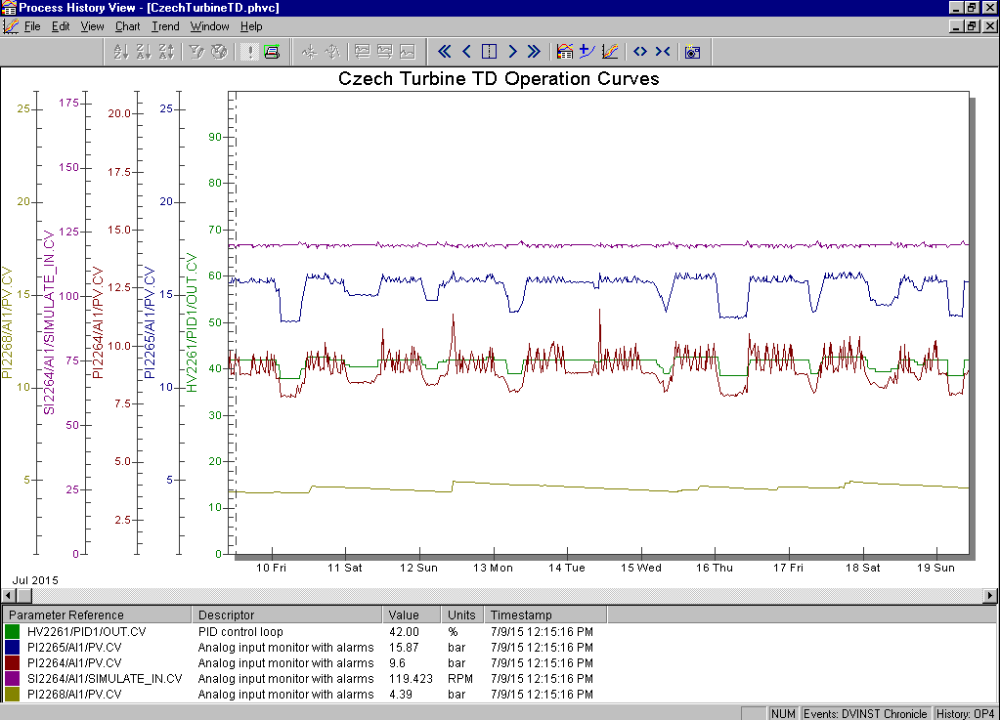 Process History View - [CzechTurbineTD.phvc]
File Edit View Chart Trend Window Help
Czech Turbine TD Operation Curves
PI2268/AI1/PV.CV
25
20
15
10
5
SI2264/AI1/SIMULATE_IN.CV
175
150
125
100
75
50
25
0
PI2264/AI1/PV.CV
20.0
17.5
15.0
12.5
10.0
7.5
5.0
2.5
PI2265/AI1/PV.CV
25
20
15
10
5
HV2261/PID1/OUT.CV
90
80
70
60
50
40
30
20
10
0
10 Fri 11 Sat 12 Sun 13 Mon 14 Tue 15 Wed 16 Thu 17 Fri 18 Sat 19 Sun
Jul 2015
Parameter Reference Descriptor Value Units Timestamp
HV2261/PID1/OUT.CV PID control loop 42.00 % 7/9/15 12:15:16 PM
PI2265/AI1/PV.CV Analog input monitor with alarms 15.87 bar 7/9/15 12:15:16 PM
PI2264/AI1/PV.CV Analog input monitor with alarms 9.6 bar 7/9/15 12:15:16 PM
SI2264/AI1/SIMULATE_IN.CV Analog input monitor with alarms 119.423 RPM 7/9/15 12:15:16 PM
PI2268/AI1/PV.CV Analog input monitor with alarms 4.39 bar 7/9/15 12:15:16 PM
NUM Events: DVINST Chronicle History: OP4